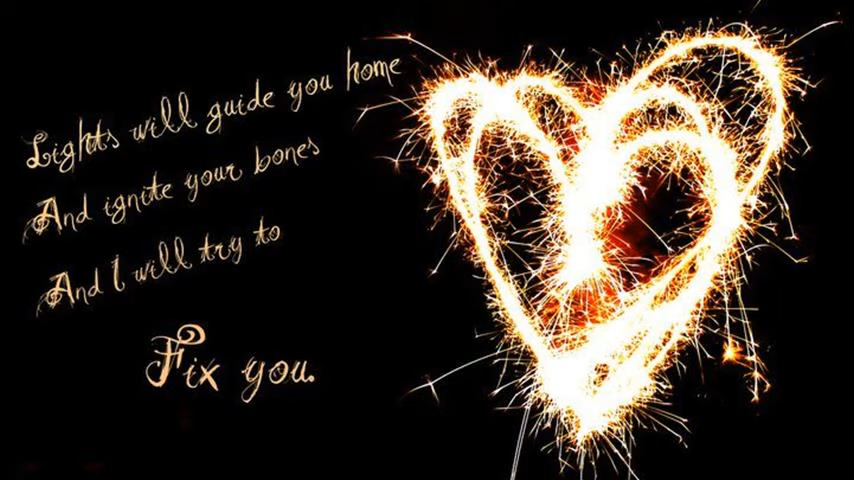 Lights will guide you home
And ignite your bones
And I will try to
Fix you.